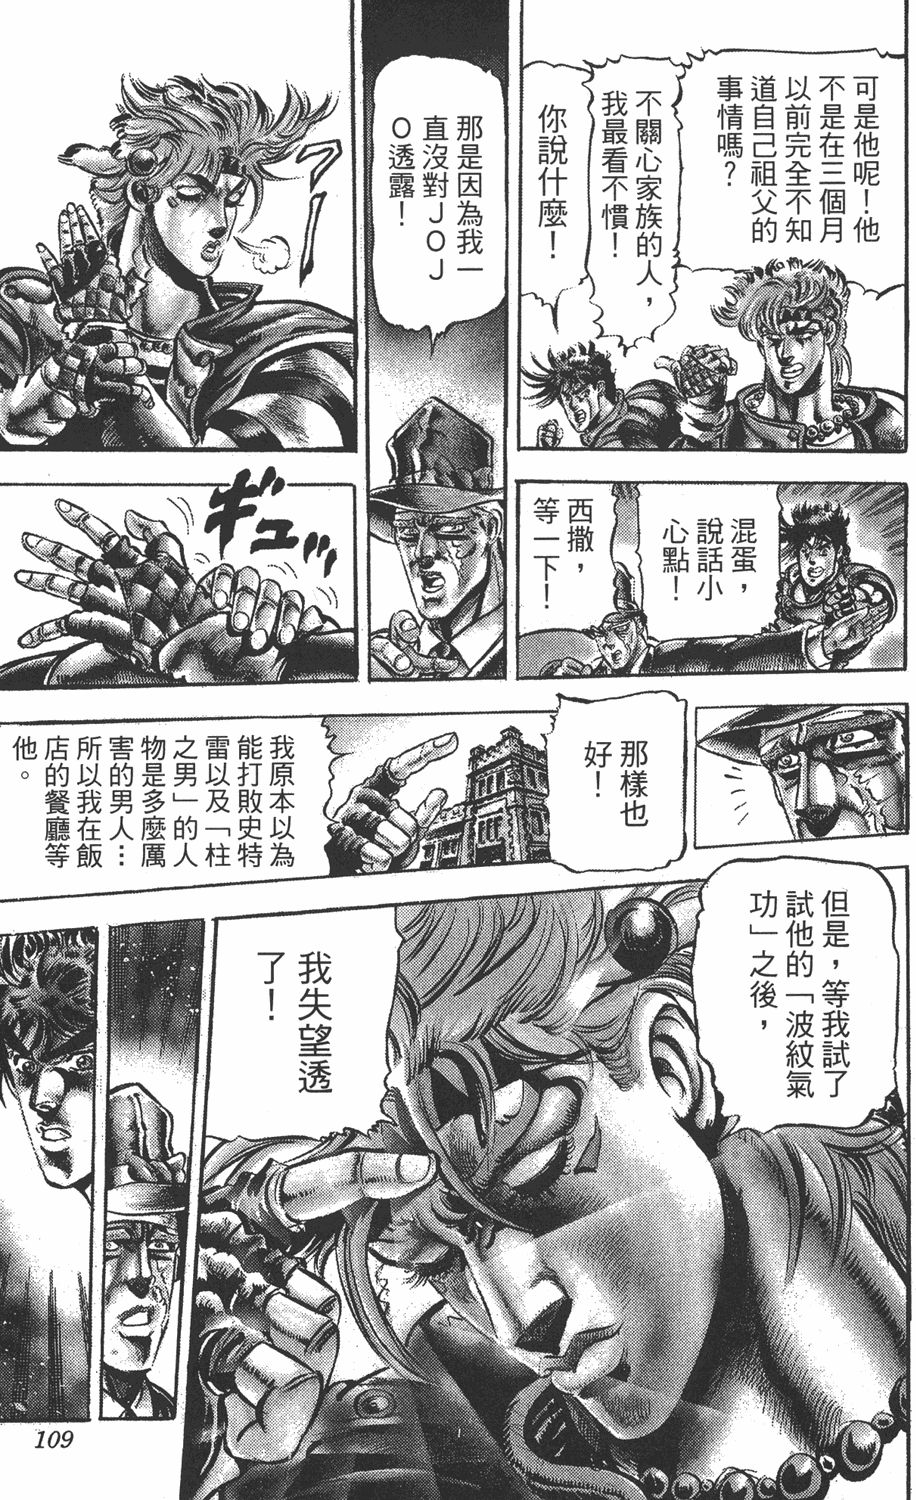 可是他呢！他
不是在三個月
以前完全不知
道自己祖父的
事情嗎？
不關心家族的人，
我最看不慣！
你說什麼！
那是因為我一
直沒對ＪＯＪ
Ｏ透露！
フー
混蛋，
說話小
心點！
西撒，
等一下！
ギュッ
那樣也
好！
我原本以為
能打敗史特
雷以及「柱
之男」的人
物是多麼厲
害的男人…
所以我在飯
店的餐廳等
他。
但是，等我試了
試他的「波紋氣
功」之後，
我失望透
了！
109